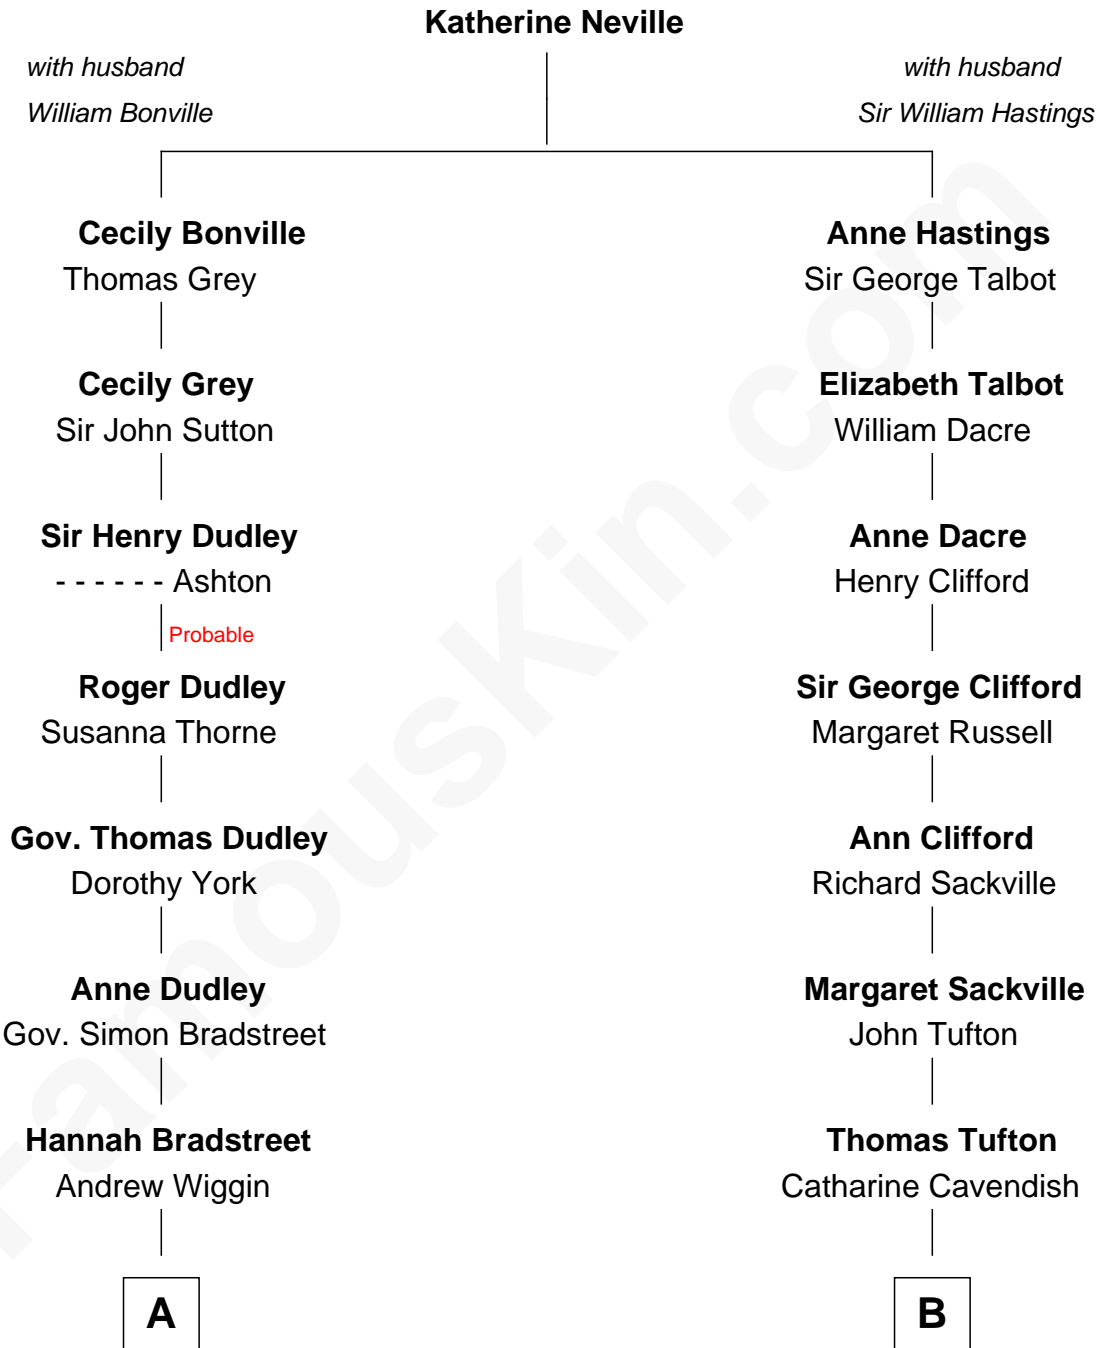 Katherine Neville
with husband
William Bonville
with husband
Sir William Hastings
Cecily Bonville
Thomas Grey
Anne Hastings
Sir George Talbot
Cecily Grey
Sir John Sutton
Elizabeth Talbot
William Dacre
Sir Henry Dudley
- - - - - - Ashton
Anne Dacre
Henry Clifford
Probable
Roger Dudley
Susanna Thorne
Sir George Clifford
Margaret Russell
Gov. Thomas Dudley
Dorothy York
Ann Clifford
Richard Sackville
Anne Dudley
Gov. Simon Bradstreet
Margaret Sackville
John Tufton
Hannah Bradstreet
Andrew Wiggin
Thomas Tufton
Catharine Cavendish
A
B
FamousKin.com